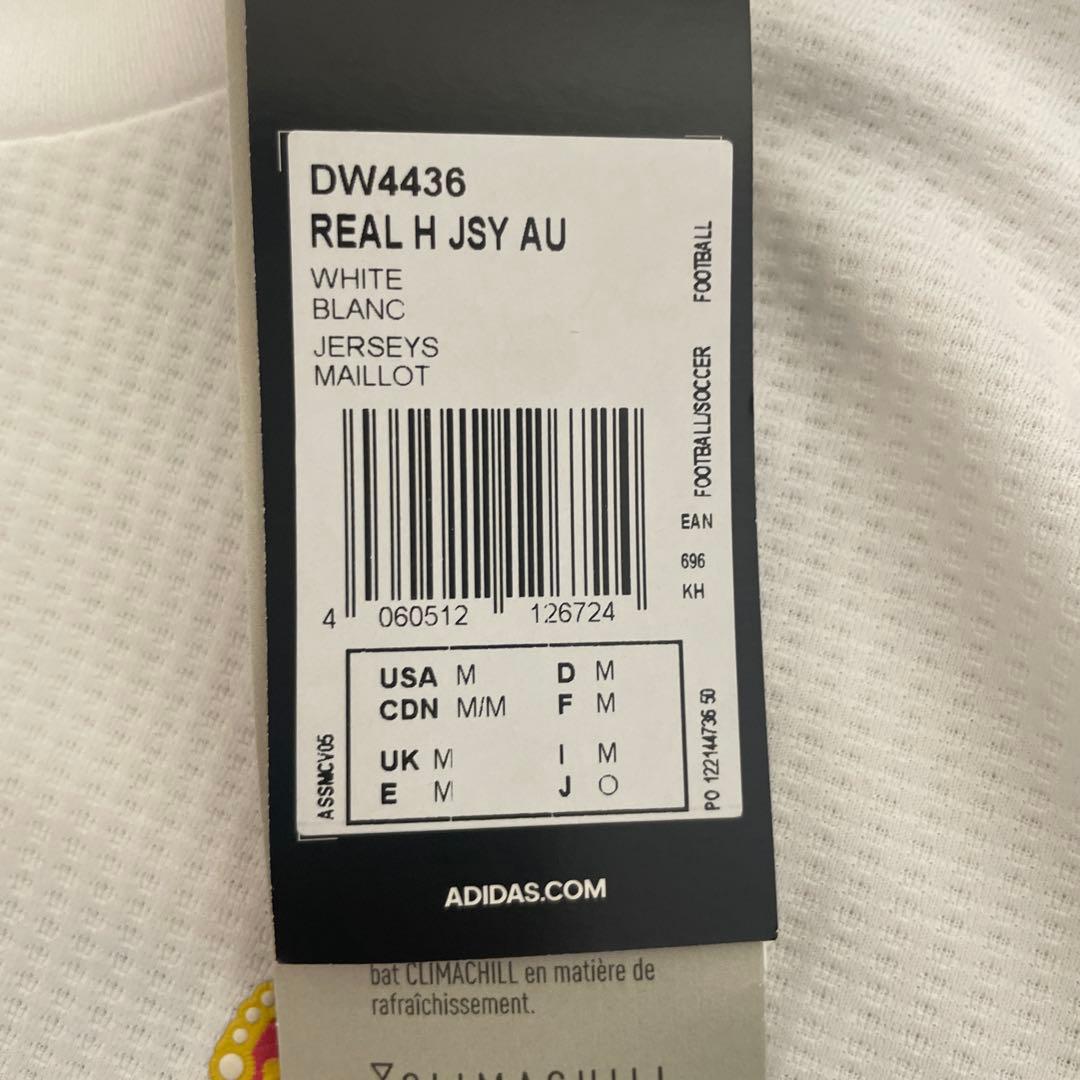 DW4436
REAL H JSY AU
WHITE
BLANC
JERSEYS
MAILLOT
FOOTBALL/SOCCER FOOTBALL
EAN
696
KH
4 060512 126724
USA M D M
CDN M/M F M
UK M I M
E M J O
ASSMCV05
PO 122144736 50
ADIDAS.COM
bat CLIMACHILL en matière de
rafraîchissement.
CLIMACHILL